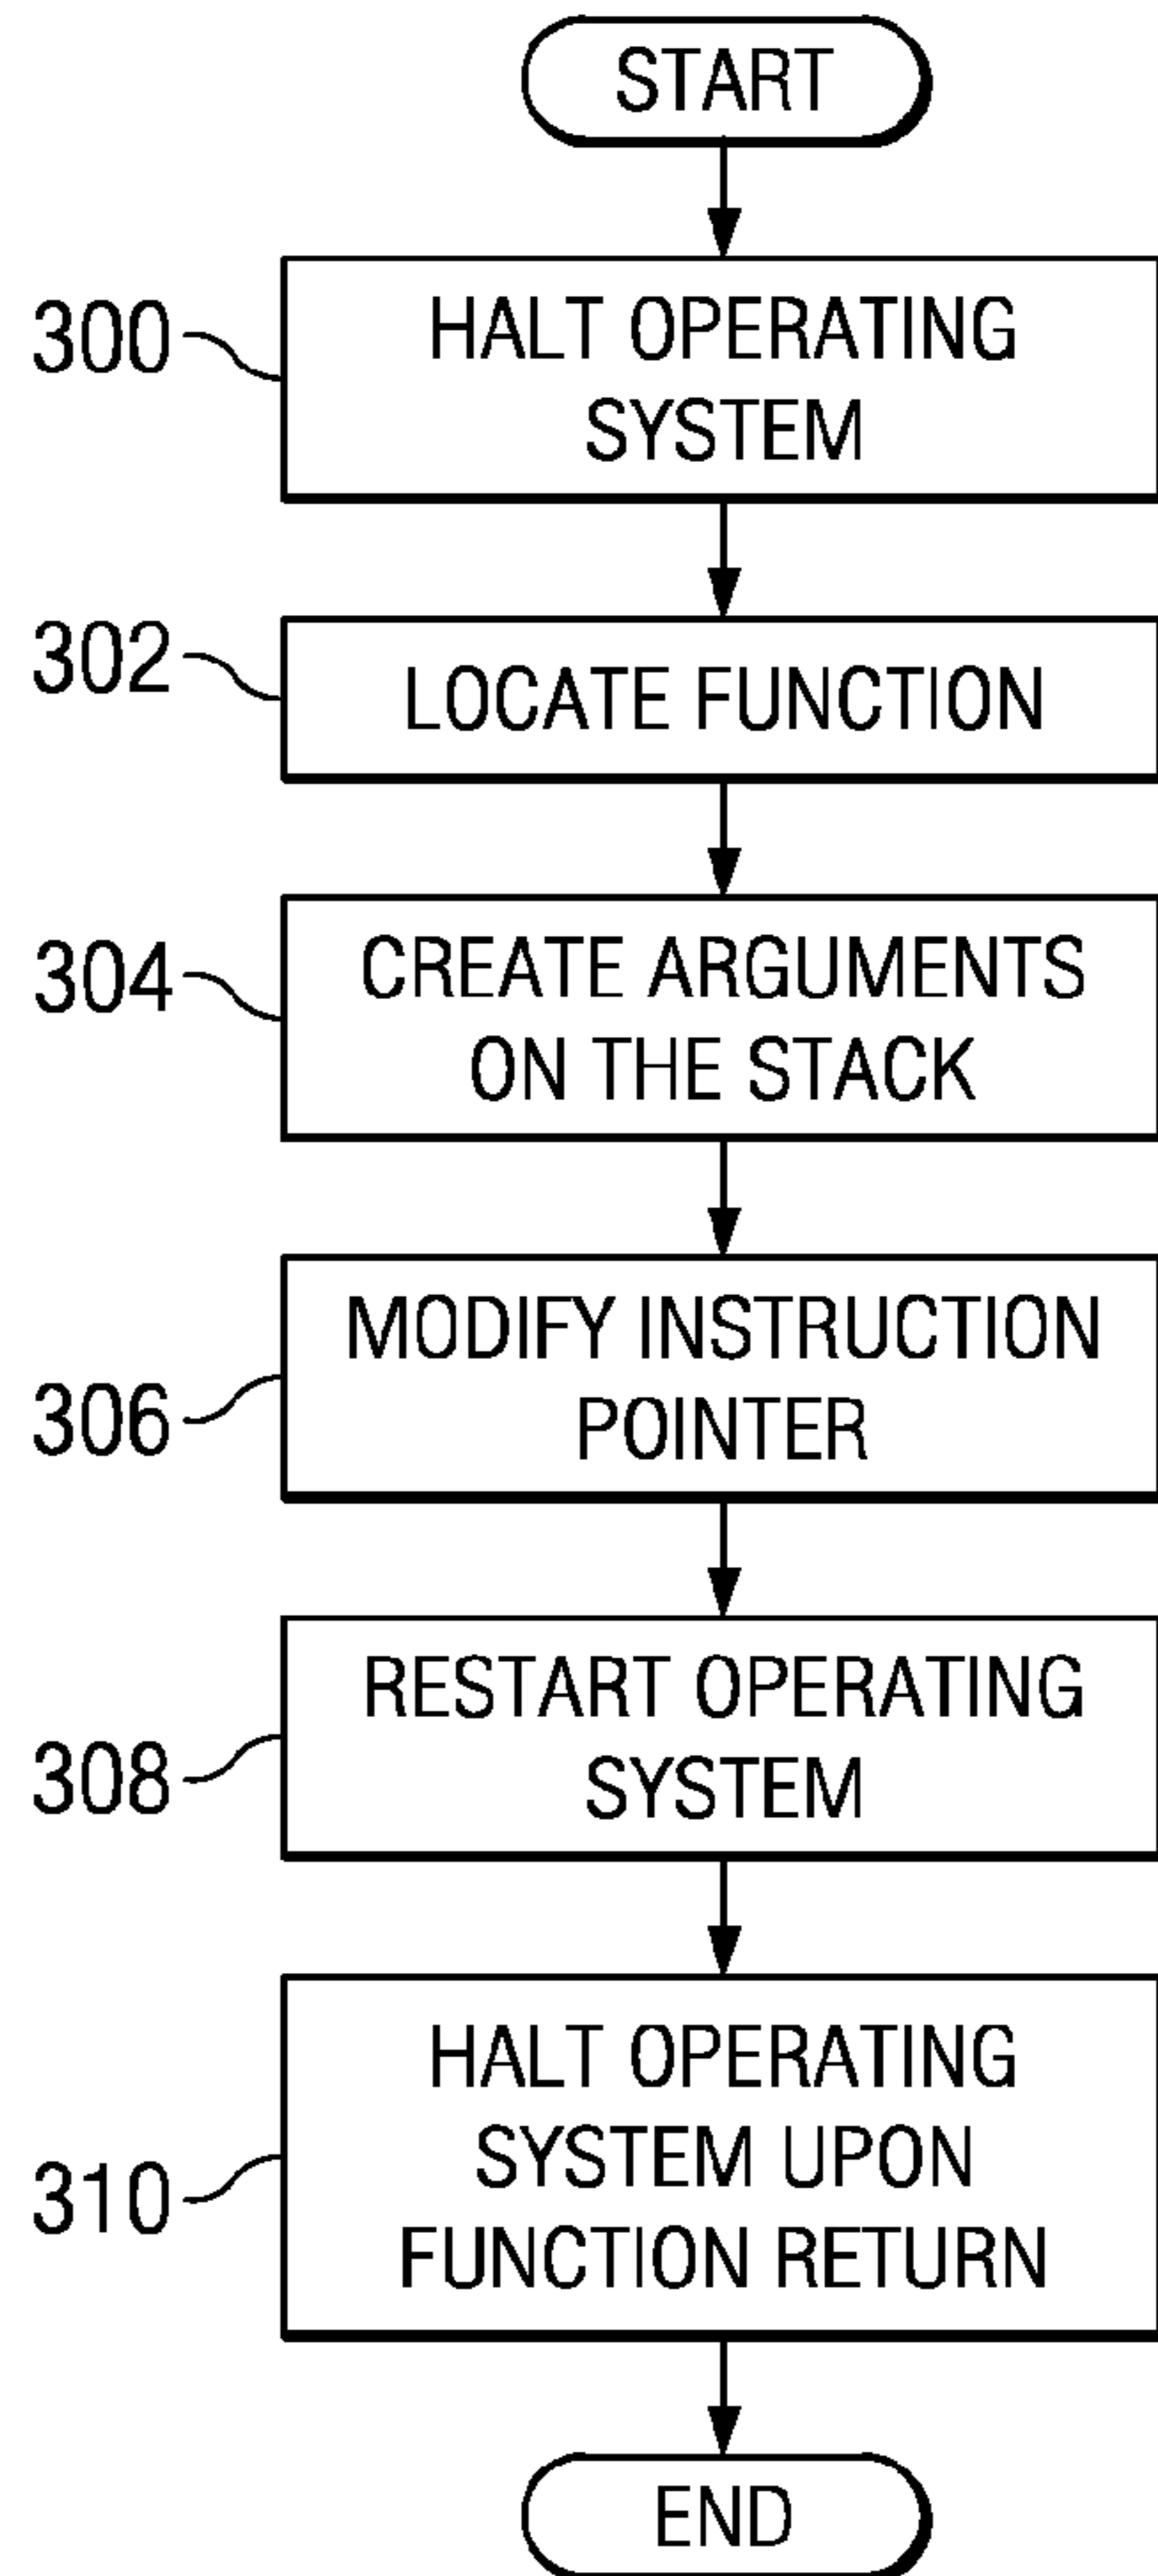 START
300
HALT OPERATING
SYSTEM
302
LOCATE FUNCTION
304
CREATE ARGUMENTS
ON THE STACK
306
MODIFY INSTRUCTION
POINTER
308
RESTART OPERATING
SYSTEM
310
HALT OPERATING
SYSTEM UPON
FUNCTION RETURN
END